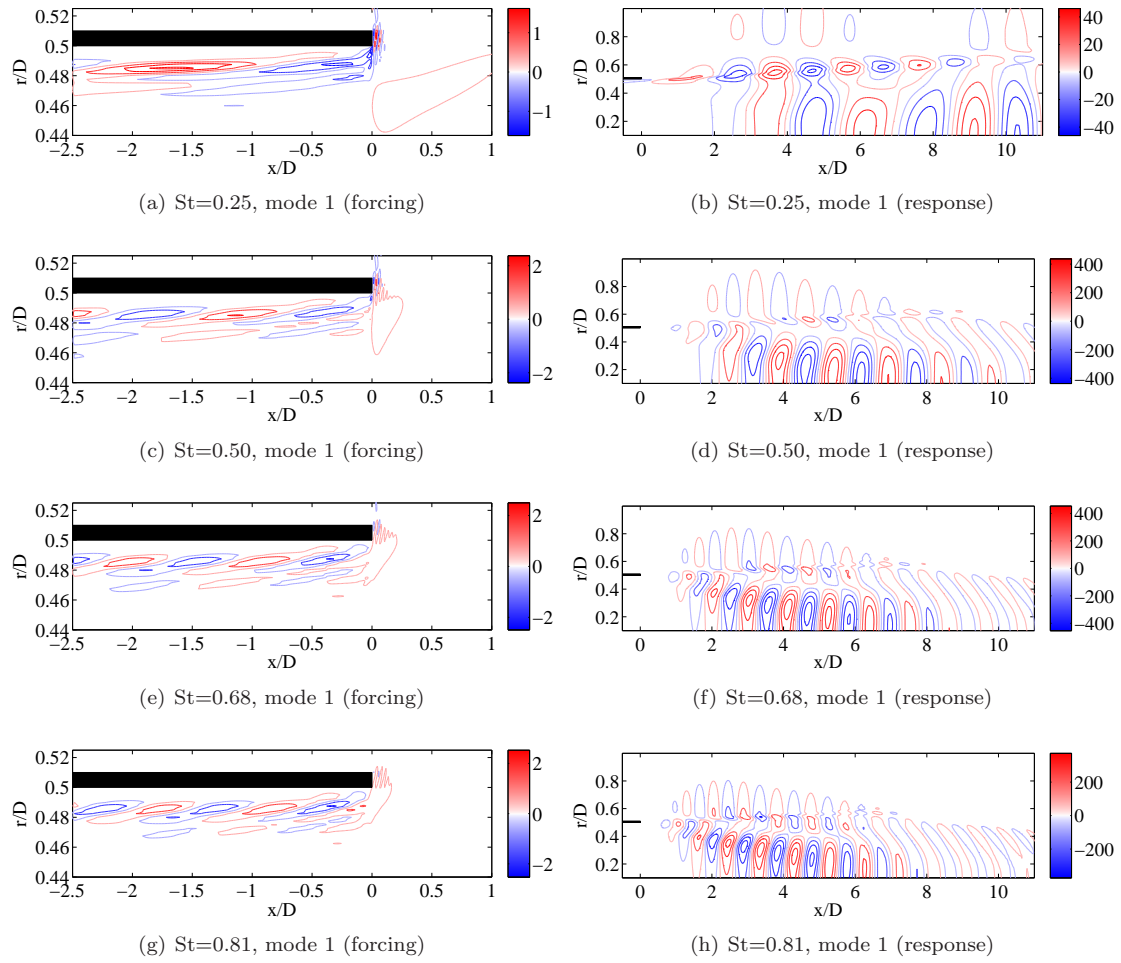 0.52
0.5
0.48
0.46
0.44
r/D
−2.5 −2 −1.5 −1 −0.5 0 0.5 1
x/D
1
0
−1
(a) St=0.25, mode 1 (forcing)
0.8
0.6
0.4
0.2
r/D
0 2 4 6 8 10
x/D
40
20
0
−20
−40
(b) St=0.25, mode 1 (response)
0.52
0.5
0.48
0.46
0.44
r/D
−2.5 −2 −1.5 −1 −0.5 0 0.5 1
x/D
2
0
−2
(c) St=0.50, mode 1 (forcing)
0.8
0.6
0.4
0.2
r/D
0 2 4 6 8 10
x/D
400
200
0
−200
−400
(d) St=0.50, mode 1 (response)
0.52
0.5
0.48
0.46
0.44
r/D
−2.5 −2 −1.5 −1 −0.5 0 0.5 1
x/D
2
0
−2
(e) St=0.68, mode 1 (forcing)
0.8
0.6
0.4
0.2
r/D
0 2 4 6 8 10
x/D
400
200
0
−200
−400
(f) St=0.68, mode 1 (response)
0.52
0.5
0.48
0.46
0.44
r/D
−2.5 −2 −1.5 −1 −0.5 0 0.5 1
x/D
2
0
−2
(g) St=0.81, mode 1 (forcing)
0.8
0.6
0.4
0.2
r/D
0 2 4 6 8 10
x/D
200
0
−200
(h) St=0.81, mode 1 (response)